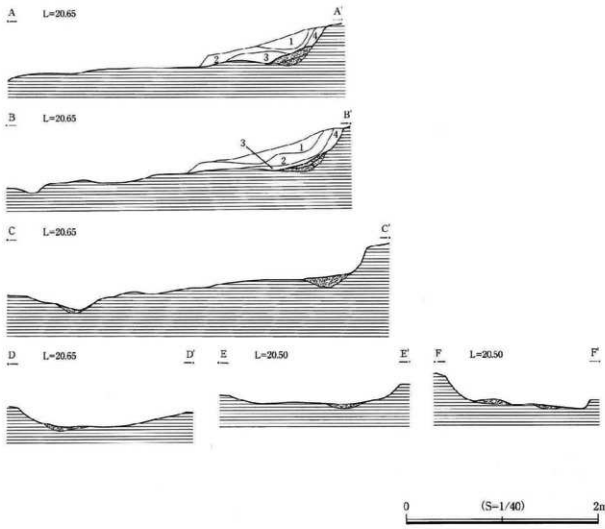 A L=20.65 A'
1
2 3 4
B L=20.65 B'
3 1 4
2
C L=20.65 C'
D L=20.65 D' E L=20.50 E' F L=20.50 F'
0 (S=1/40) 2m